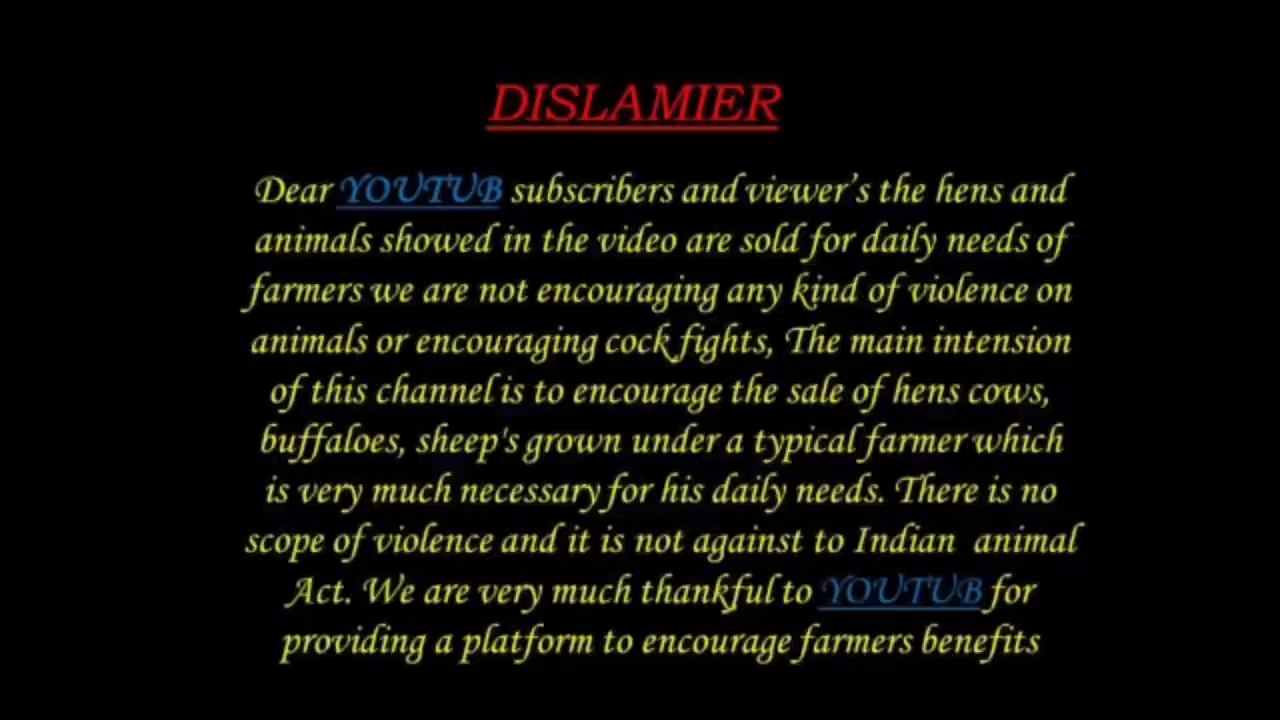 DISLAMIER
Dear YOUTUB subscribers and viewer's the hens and
animals showed in the video are sold for daily needs of
farmers we are not encouraging any kind of violence on
animals or encouraging cock fights, The main intension
of this channel is to encourage the sale of hens cows,
buffaloes, sheep's grown under a typical farmer which
is very much necessary for his daily needs. There is no
scope of violence and it is not against to Indian animal
Act. We are very much thankful to YOUTUB for
providing a platform to encourage farmers benefits